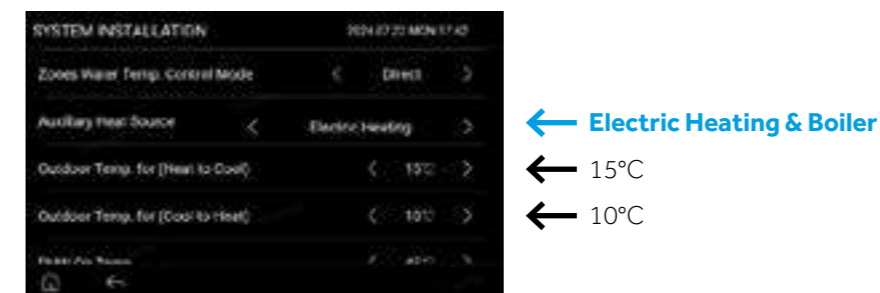 SYSTEM INSTALLATION 2024.07.22 MON 17:42
Zones Water Temp. Control Mode < Direct >
Auxiliary Heat Source < Electric Heating > Electric Heating & Boiler
Outdoor Temp. for (Heat to Cool) < 15℃ > 15°C
Outdoor Temp. for (Cool to Heat) < 10℃ > 10°C